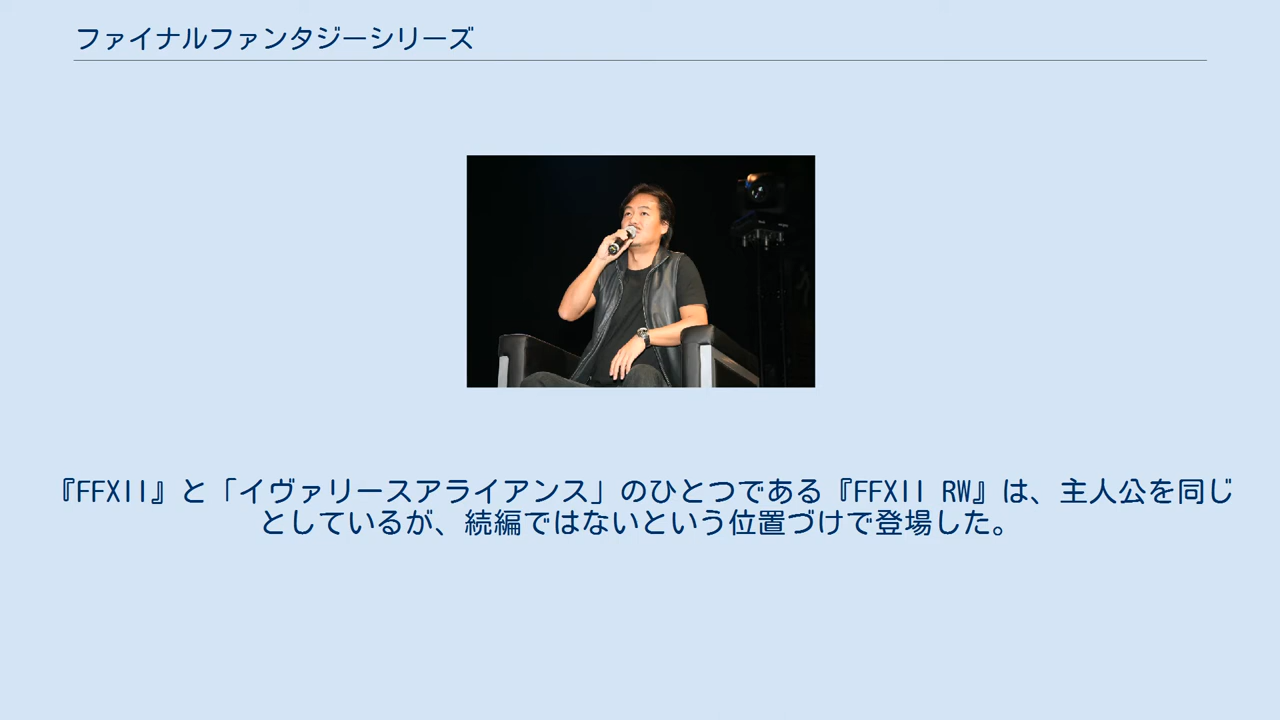 ファイナルファンタジーシリーズ
『FFXII』と「イヴァリースアライアンス」のひとつである『FFXII RW』は、主人公を同じ
としているが、続編ではないという位置づけで登場した。